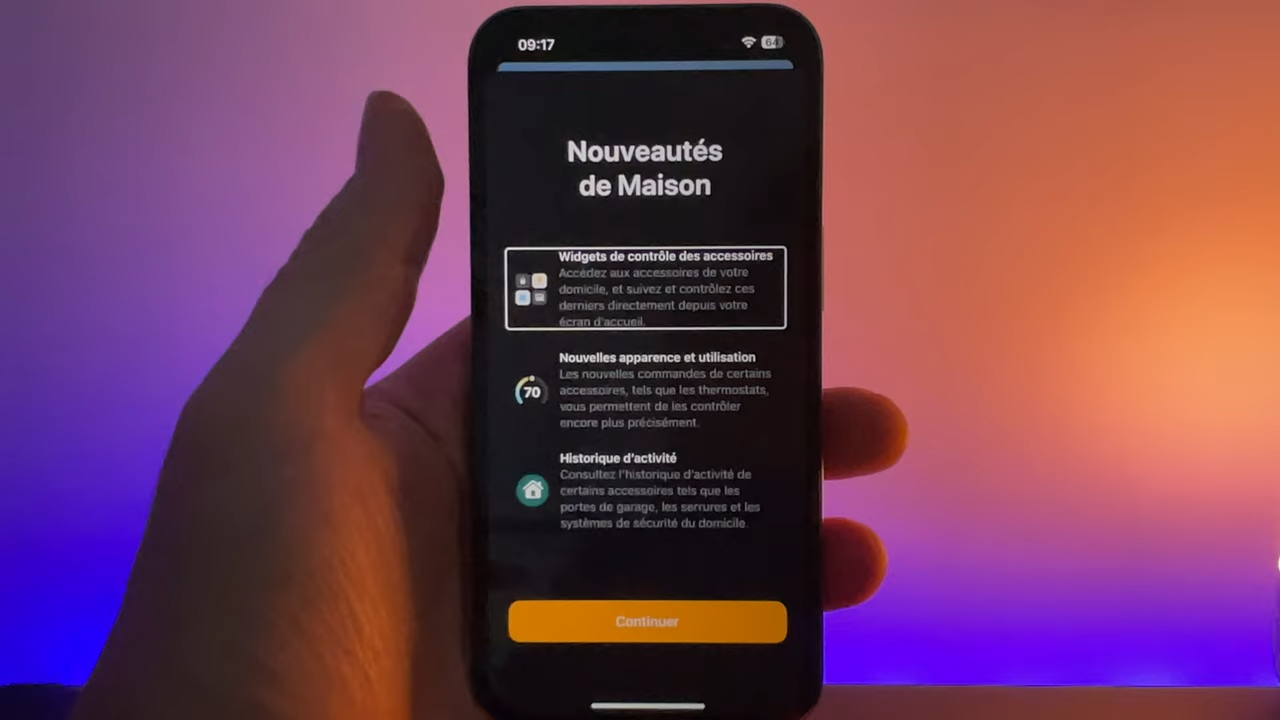 09:17
64
Nouveautés
de Maison
Widgets de contrôle des accessoires
Accédez aux accessoires de votre
domicile, et suivez et contrôlez ces
derniers directement depuis votre
écran d'accueil.
Nouvelles apparence et utilisation
Les nouvelles commandes de certains
accessoires, tels que les thermostats,
vous permettent de les contrôler
encore plus précisément.
70
Historique d'activité
Consultez l'historique d'activité de
certains accessoires tels que les
portes de garage, les serrures et les
systèmes de sécurité du domicile.
Continuer